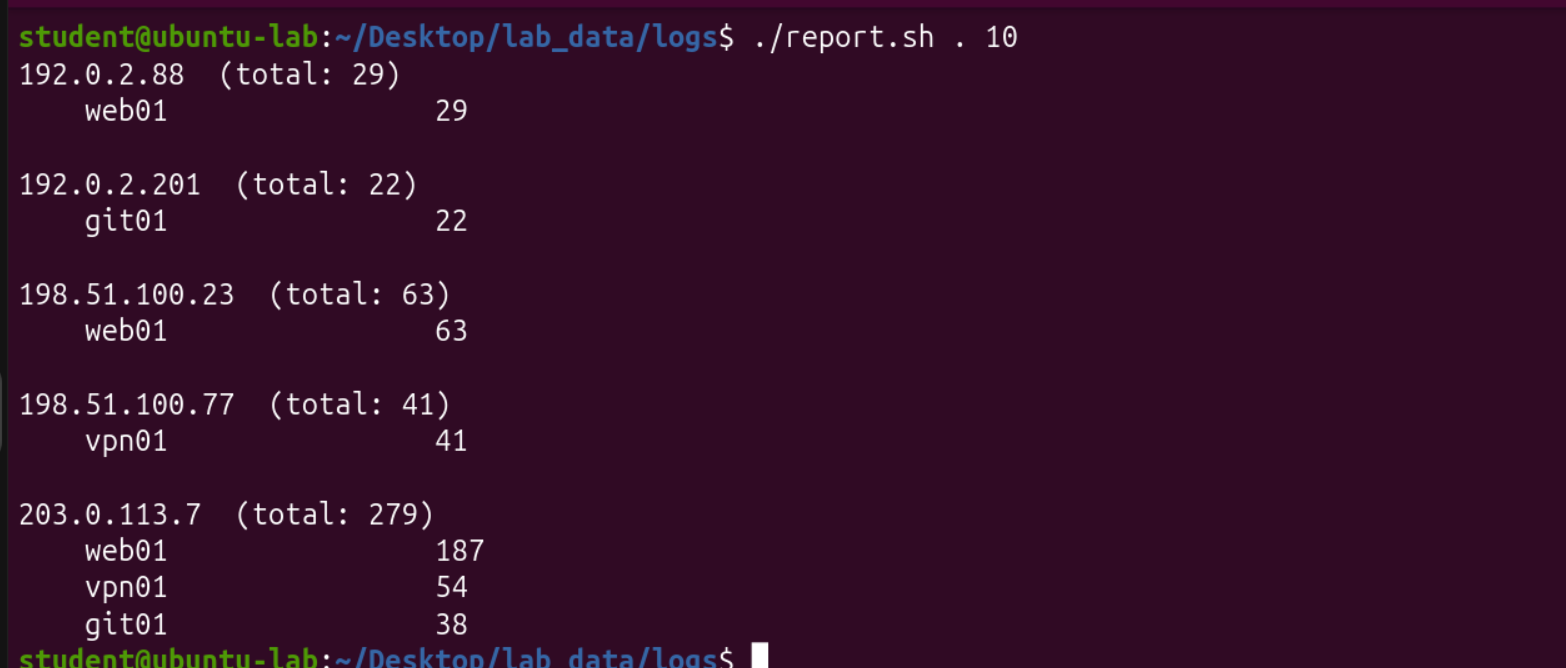 student@ubuntu-lab:~/Desktop/lab_data/logs$ ./report.sh . 10
192.0.2.88  (total: 29)
    web01                29

192.0.2.201  (total: 22)
    git01                22

198.51.100.23  (total: 63)
    web01                63

198.51.100.77  (total: 41)
    vpn01                41

203.0.113.7  (total: 279)
    web01                187
    vpn01                54
    git01                38
student@ubuntu-lab:~/Desktop/lab_data/logs$